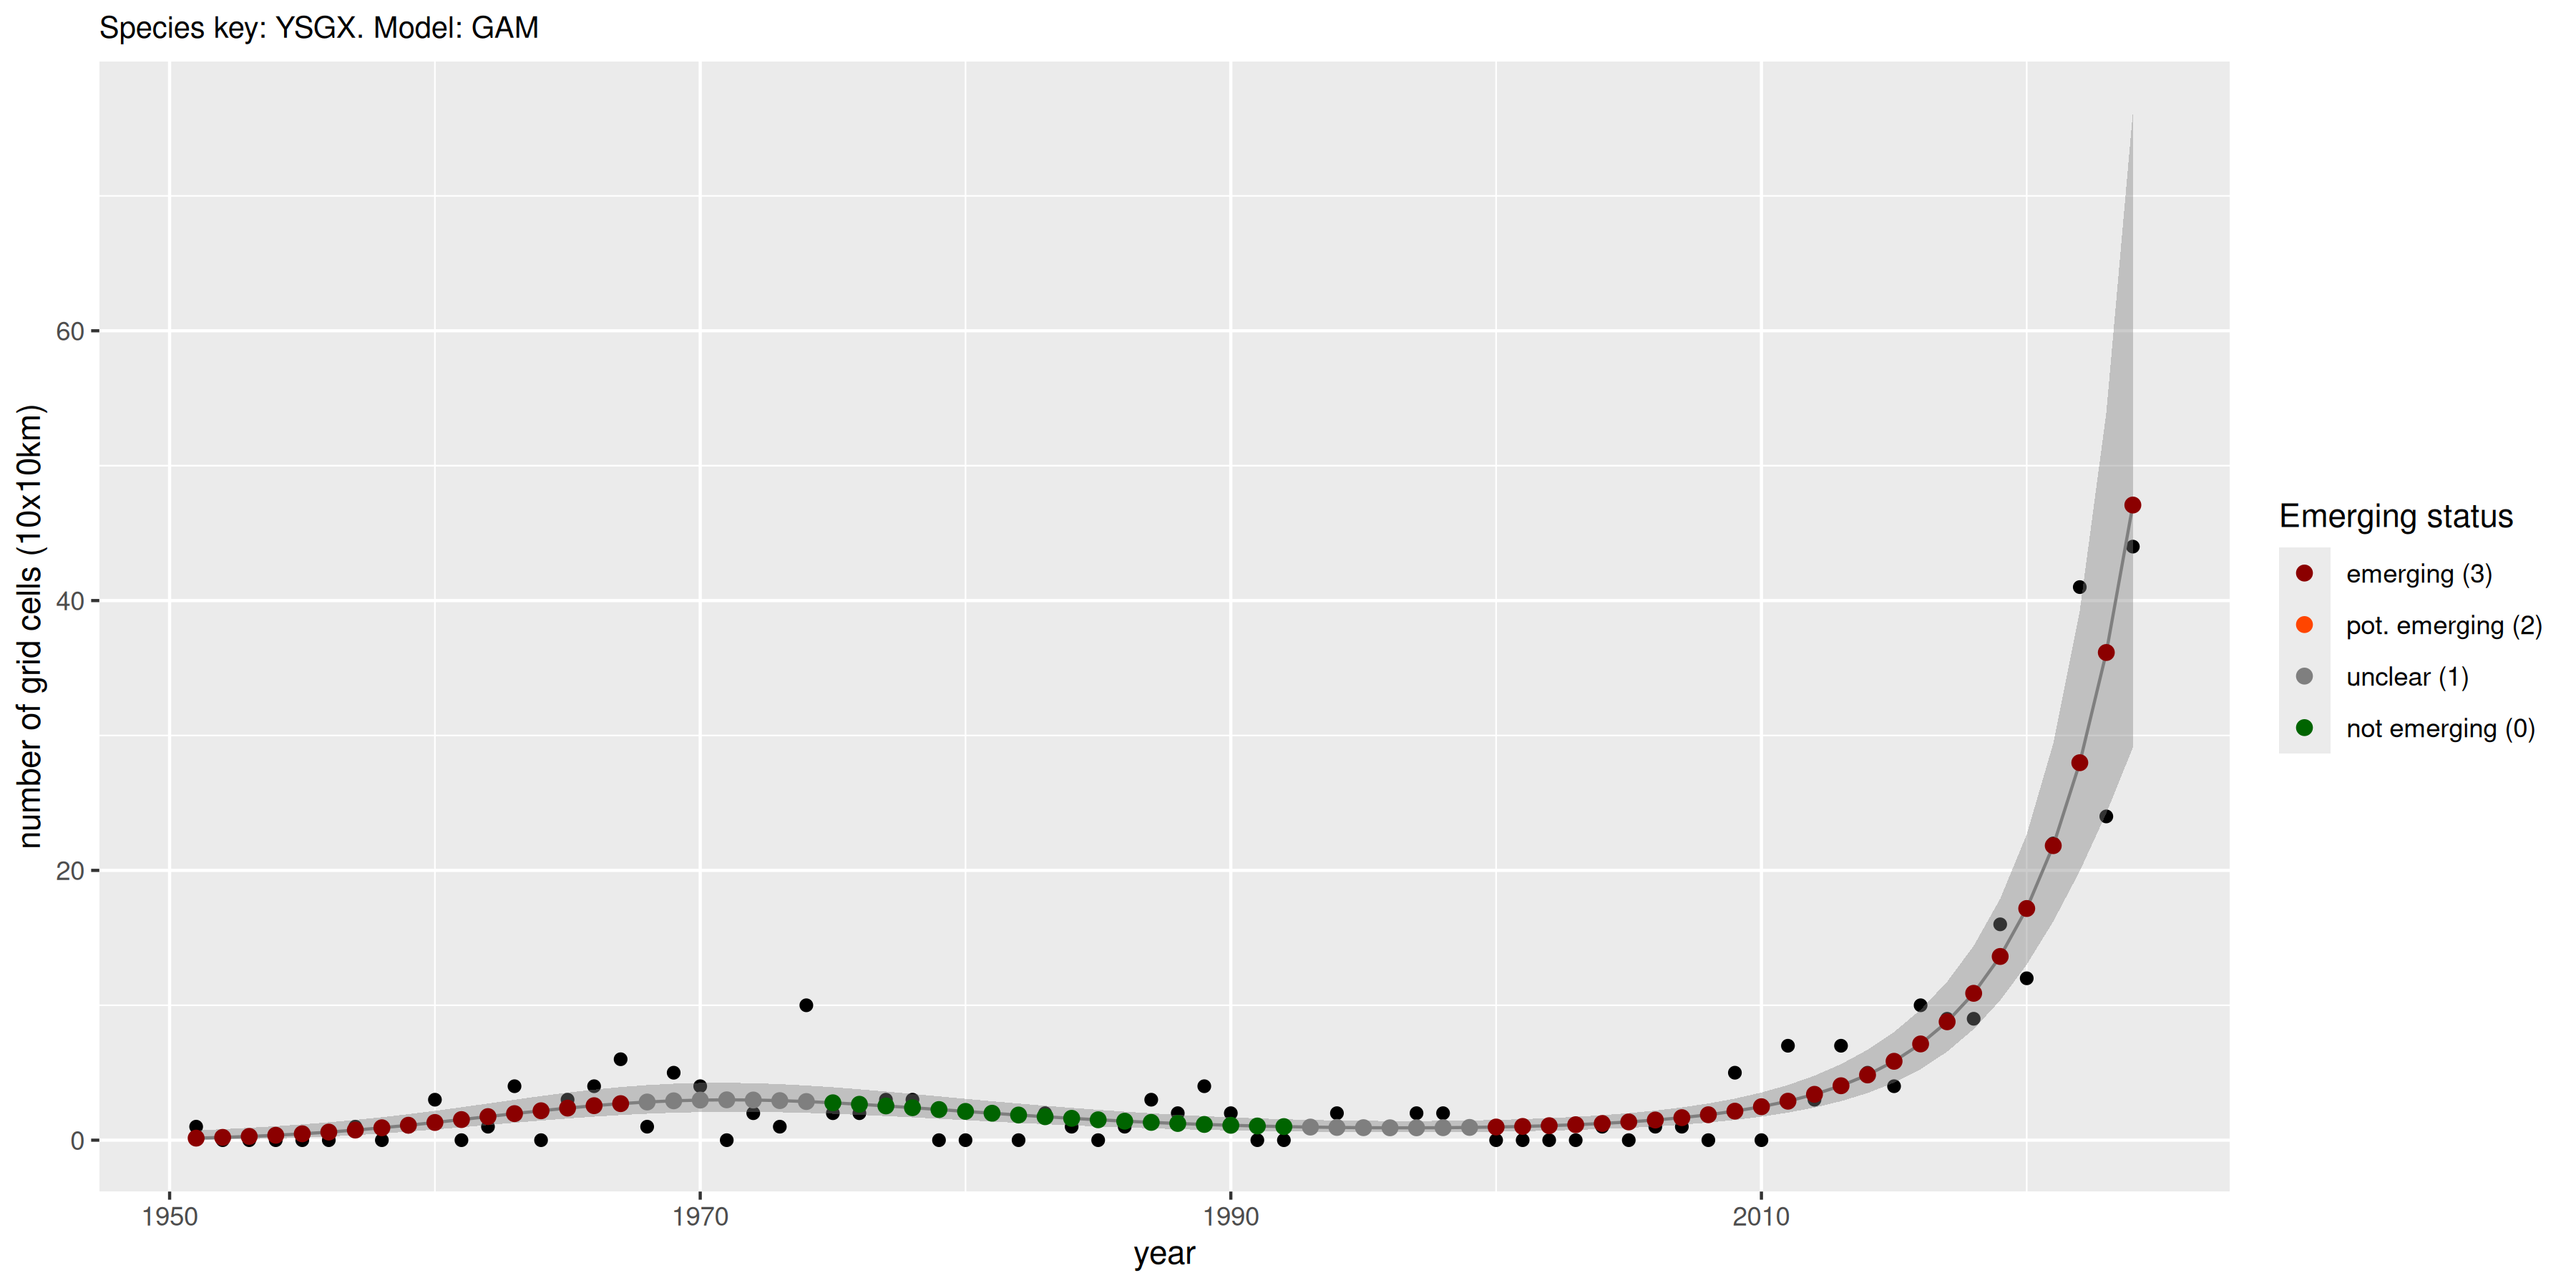 Species key: YSGX. Model: GAM
number of grid cells (10x10km)
60
40
20
0
1950
1970
1990
2010
year
Emerging status
emerging (3)
pot. emerging (2)
unclear (1)
not emerging (0)